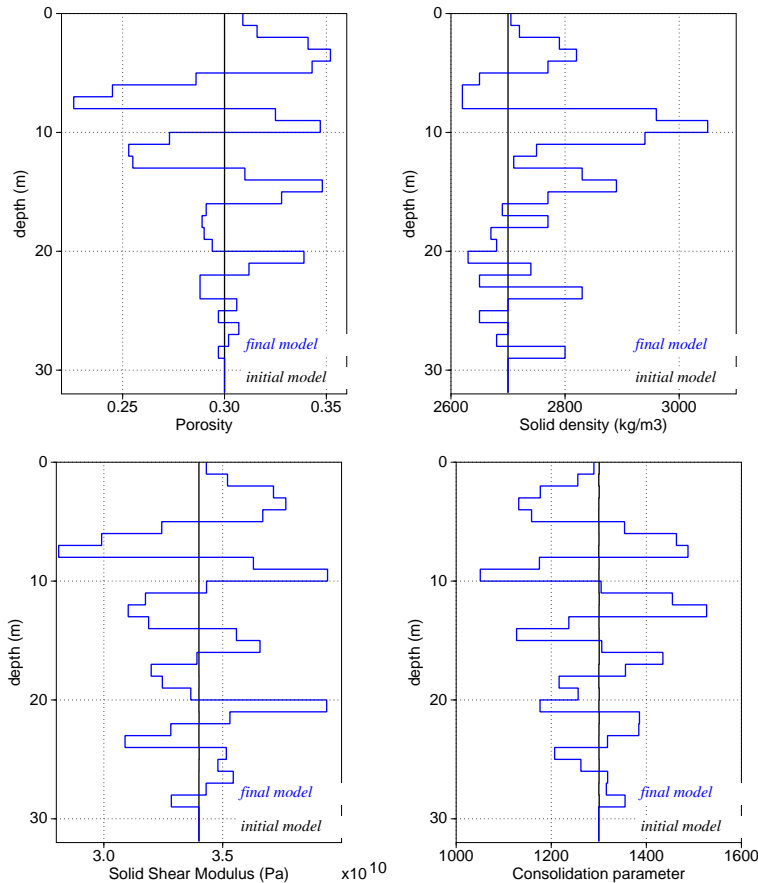 0
10
20
30
depth (m)
0.25
0.30
0.35
Porosity
final model
initial model
0
10
20
30
depth (m)
2600
2800
3000
Solid density (kg/m3)
final model
initial model
0
10
20
30
depth (m)
3.0
3.5
x10 10
Solid Shear Modulus (Pa)
final model
initial model
0
10
20
30
depth (m)
1000
1200
1400
1600
Consolidation parameter
final model
initial model